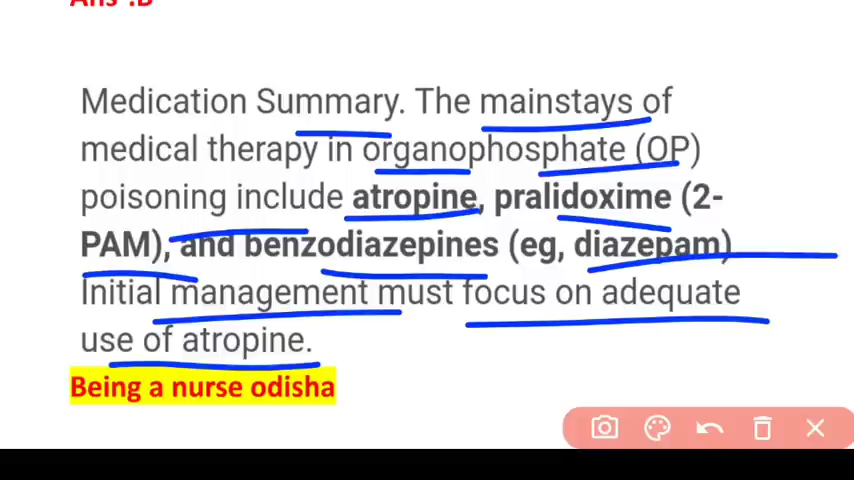 Ans :B
Medication Summary. The mainstays of
medical therapy in organophosphate (OP)
poisoning include atropine, pralidoxime (2-
PAM), and benzodiazepines (eg, diazepam)
Initial management must focus on adequate
use of atropine.
Being a nurse odisha